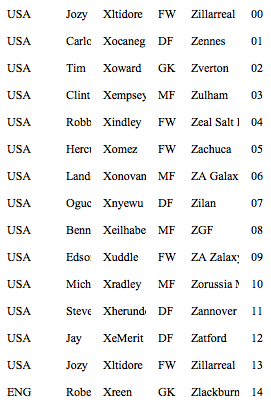 USA Jozy Xltidore FW Zillarreal 00
USA Carlo Xocaneg DF Zennes 01
USA Tim Xoward GK Zverton 02
USA Clint Xempsey MF Zulham 03
USA Robb Xindley FW Zeal Salt 04
USA Hercu Xomez FW Zachuca 05
USA Land Xonovan MF ZA Galax 06
USA Oguc Xnyewu DF Zilan 07
USA Benn Xeilhabe MF ZGF 08
USA Edso Xuddle FW ZA Zalaxy 09
USA Mich Xradley MF Zorussia 10
USA Steve Xherund DF Zannover 11
USA Jay XeMerit DF Zatford 12
USA Jozy Xltidore FW Zillarreal 13
ENG Robe Xreen GK Zlackburn 14